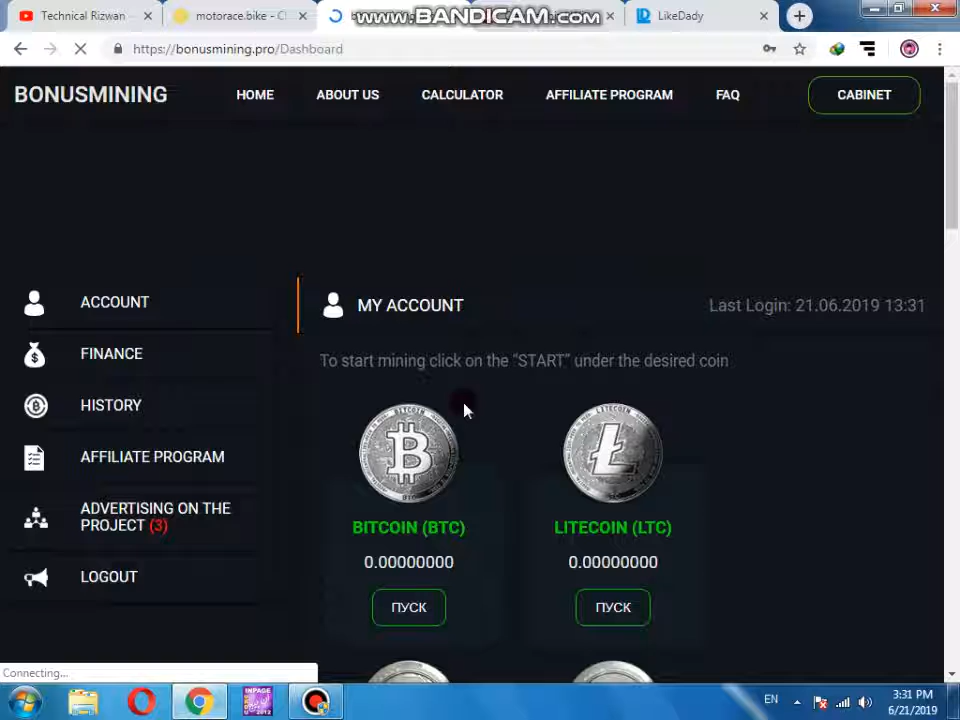 Technical Rizwan
motorace.bike - C
www.BANDICAM.com
LikeDady
https://bonusmining.pro/Dashboard
BONUSMINING
HOME
ABOUT US
CALCULATOR
AFFILIATE PROGRAM
FAQ
CABINET
ACCOUNT
FINANCE
HISTORY
AFFILIATE PROGRAM
ADVERTISING ON THE
PROJECT (3)
LOGOUT
MY ACCOUNT
Last Login: 21.06.2019 13:31
To start mining click on the "START" under the desired coin
BITCOIN
BITCOIN (BTC)
0.00000000
ПУСК
LITECOIN
LITECOIN (LTC)
0.00000000
ПУСК
Connecting...
INPAGE
EN
3:31 PM
6/21/2019